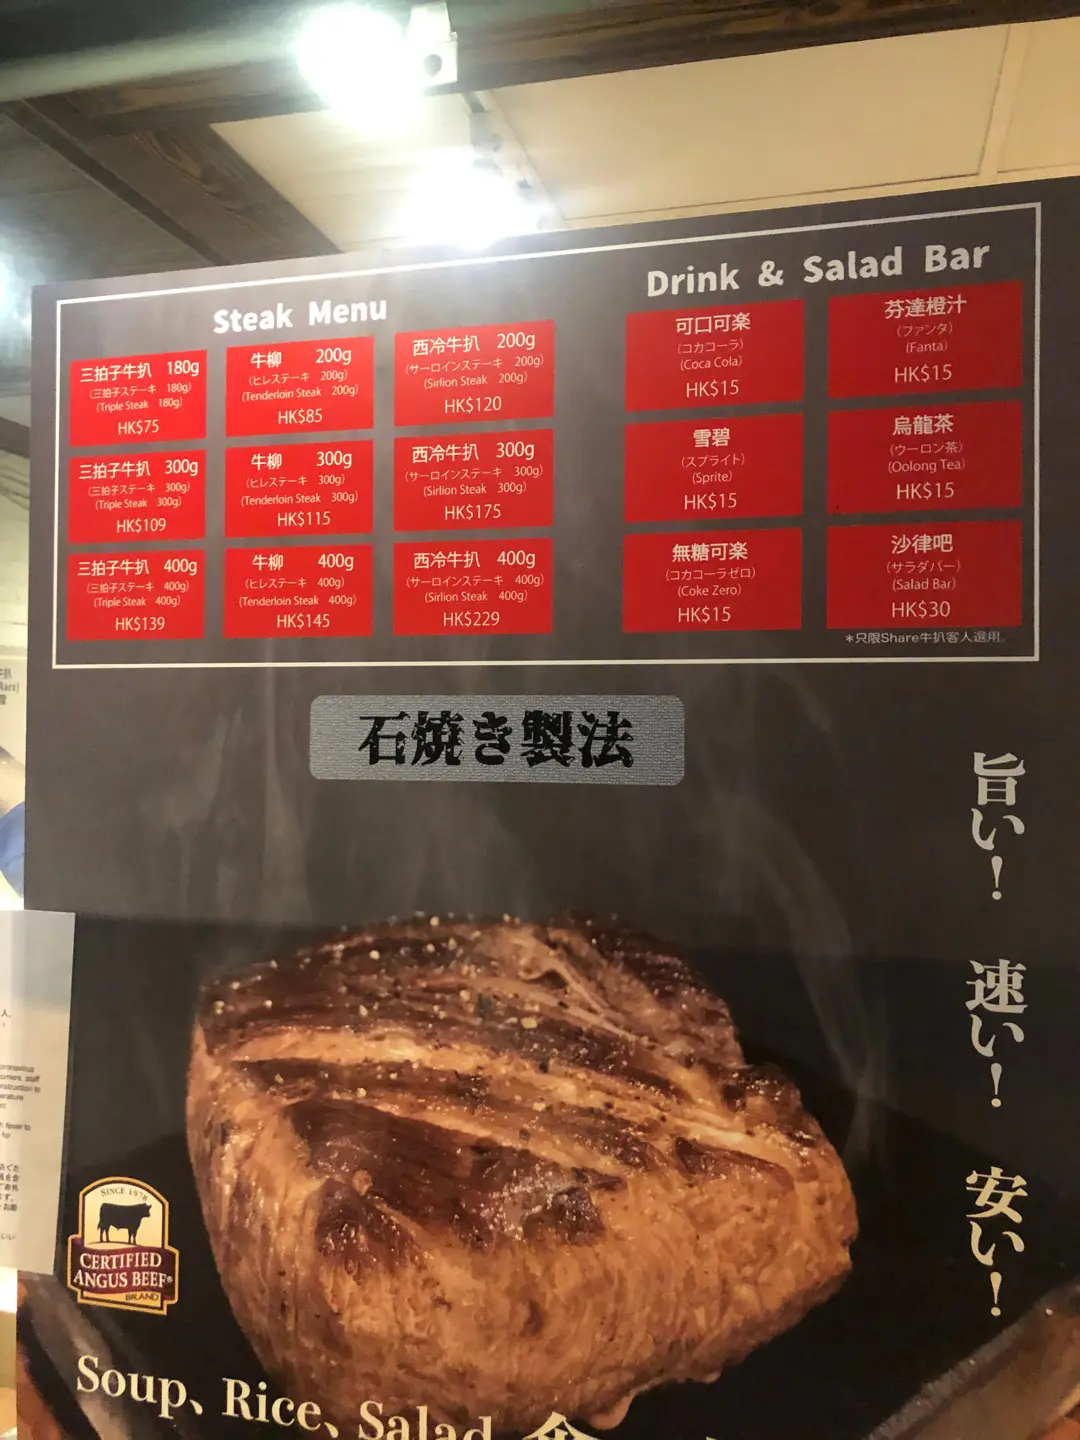 Steak Menu
三拍子牛扒 180g
(三拍子ステーキ 180g)
(Triple Steak 180g)
HK$75
牛柳 200g
(ヒレステーキ 200g)
(Tenderloin Steak 200g)
HK$85
西冷牛扒 200g
(サーロインステーキ 200g)
(Sirlion Steak 200g)
HK$120
三拍子牛扒 300g
(三拍子ステーキ 300g)
(Triple Steak 300g)
HK$109
牛柳 300g
(ヒレステーキ 300g)
(Tenderloin Steak 300g)
HK$115
西冷牛扒 300g
(サーロインステーキ 300g)
(Sirlion Steak 300g)
HK$175
三拍子牛扒 400g
(三拍子ステーキ 400g)
(Triple Steak 400g)
HK$139
牛柳 400g
(ヒレステーキ 400g)
(Tenderloin Steak 400g)
HK$145
西冷牛扒 400g
(サーロインステーキ 400g)
(Sirlion Steak 400g)
HK$229
Drink & Salad Bar
可口可楽
(コカコーラ)
(Coca Cola)
HK$15
芬達橙汁
(ファンタ)
(Fanta)
HK$15
雪碧
(スプライト)
(Sprite)
HK$15
烏龍茶
(ウーロン茶)
(Oolong Tea)
HK$15
無糖可楽
(コカコーラゼロ)
(Coke Zero)
HK$15
沙律吧
(サラダバー)
(Salad Bar)
HK$30
*只限Share牛扒客人選用。
石焼き製法
旨い！
速い！
安い！
SINCE 1978
CERTIFIED
ANGUS BEEF®
BRAND
Soup、Rice、Salad